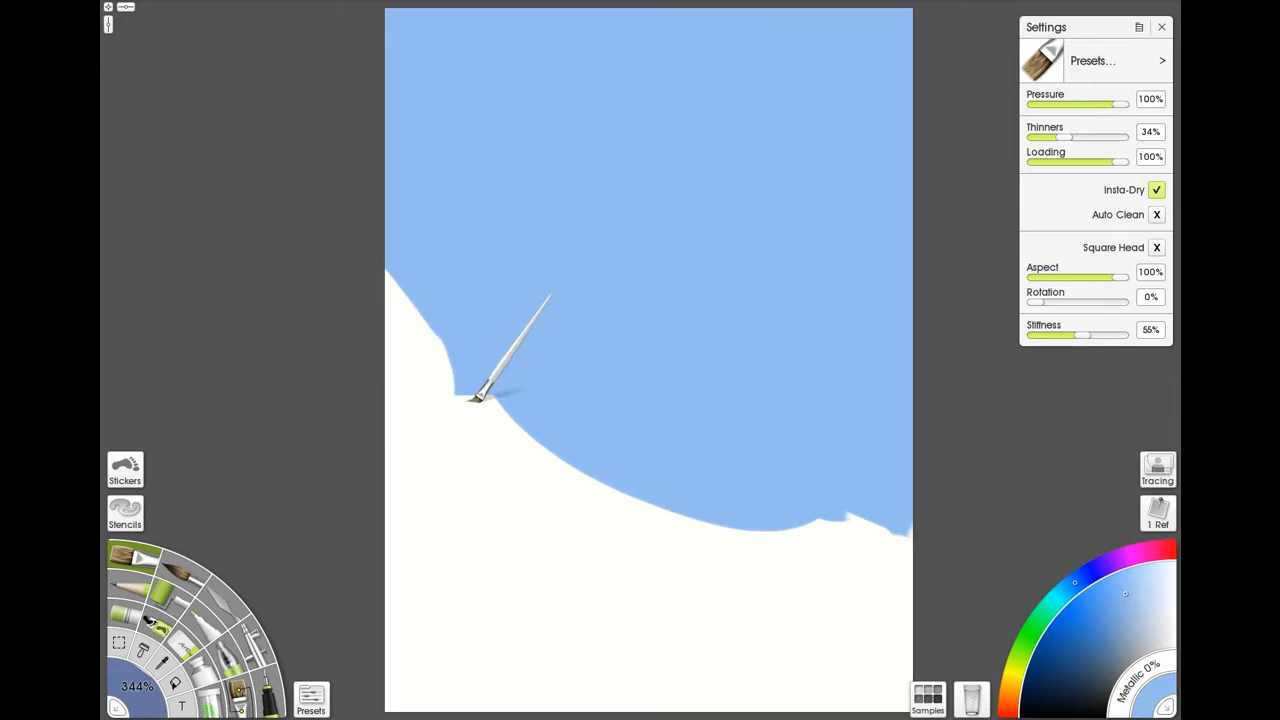 Settings
Presets... >
Pressure
100%
Thinners
34%
Loading
100%
Insta-Dry
Auto Clean X
Square Head X
Aspect
100%
Rotation
0%
Stiffness
55%
Stickers
Stencils
344%
T
Presets
Tracing
1 Ref
Samples
Metallic 0%